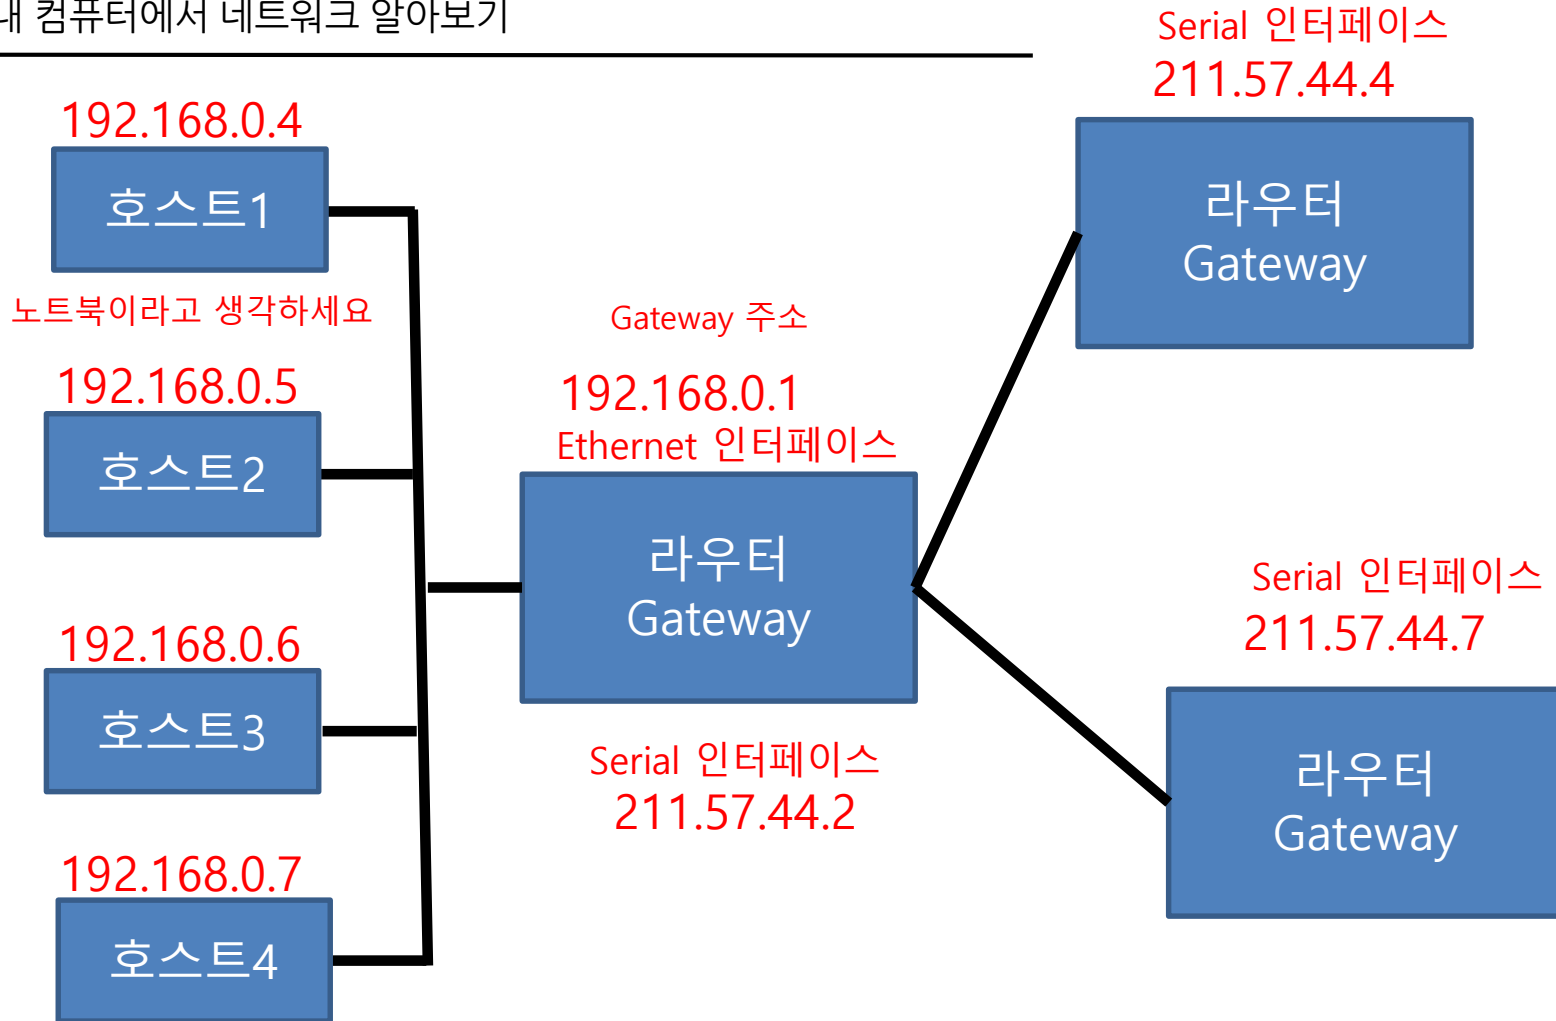 내 컴퓨터에서 네트워크 알아보기
192.168.0.4
호스트1
노트북이라고 생각하세요
192.168.0.5
호스트2
192.168.0.6
호스트3
192.168.0.7
호스트4
Gateway 주소
192.168.0.1
Ethernet 인터페이스
라우터
Gateway
Serial 인터페이스
211.57.44.2
Serial 인터페이스
211.57.44.4
라우터
Gateway
Serial 인터페이스
211.57.44.7
라우터
Gateway